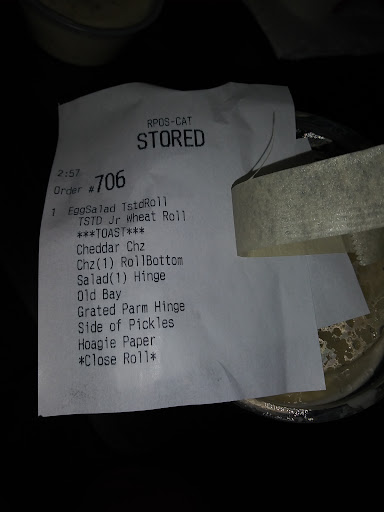 RPOS-CAT
STORED
2:57
Order #706
1 EggSalad TstdRoll
TSTD Jr Wheat Roll
***TOAST***
Cheddar Chz
Chz(1) RollBottom
Salad(1) Hinge
Old Bay
Grated Parm Hinge
Side of Pickles
Hoagie Paper
*Close Roll*